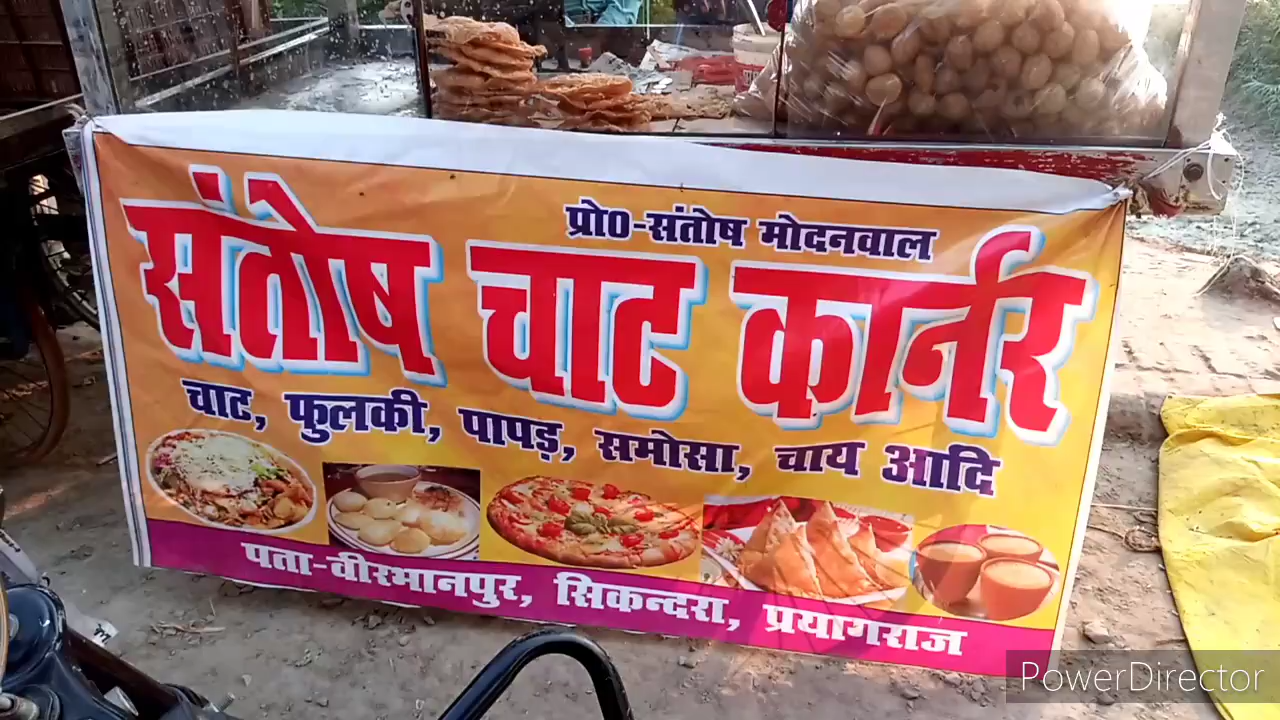 प्रो0-संतोष मोदनवाल
संतोष चाट कार्नर
चाट, फुलकी, पापड़, समोसा, चाय आदि
पता-वीरभानपुर, सिकन्दरा, प्रयागराज
PowerDirector